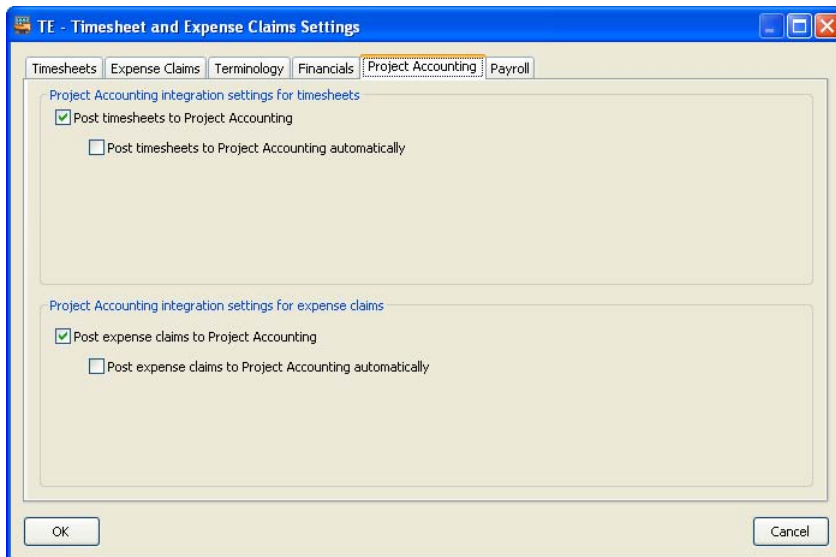 TE - Timesheet and Expense Claims Settings
Timesheets Expense Claims Terminology Financials Project Accounting Payroll
Project Accounting integration settings for timesheets
Post timesheets to Project Accounting
Post timesheets to Project Accounting automatically
Project Accounting integration settings for expense claims
Post expense claims to Project Accounting
Post expense claims to Project Accounting automatically
OK Cancel